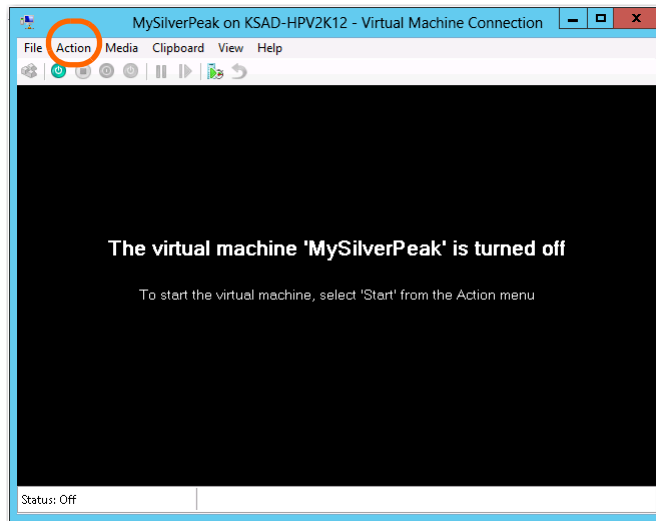 MySilverPeak on KSAD-HPV2K12 - Virtual Machine Connection
File Action Media Clipboard View Help
The virtual machine 'MySilverPeak' is turned off
To start the virtual machine, select 'Start' from the Action menu
Status: Off